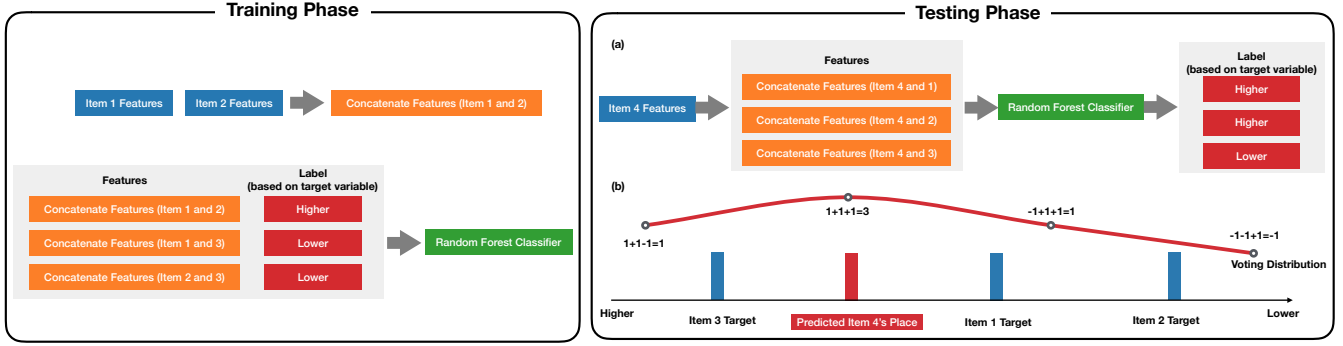 Training Phase
Item 1 Features
Item 2 Features
Concatenate Features (Item 1 and 2)
Features
Label
(based on target variable)
Concatenate Features (Item 1 and 2)
Higher
Concatenate Features (Item 1 and 3)
Lower
Concatenate Features (Item 2 and 3)
Lower
Random Forest Classifier
Testing Phase
(a)
Item 4 Features
Features
Concatenate Features (Item 4 and 1)
Concatenate Features (Item 4 and 2)
Concatenate Features (Item 4 and 3)
Random Forest Classifier
Label
(based on target variable)
Higher
Higher
Lower
(b)
1+1-1=1
1+1+1=3
-1+1+1=1
-1-1+1=-1
Voting Distribution
Higher
Item 3 Target
Predicted Item 4's Place
Item 1 Target
Item 2 Target
Lower